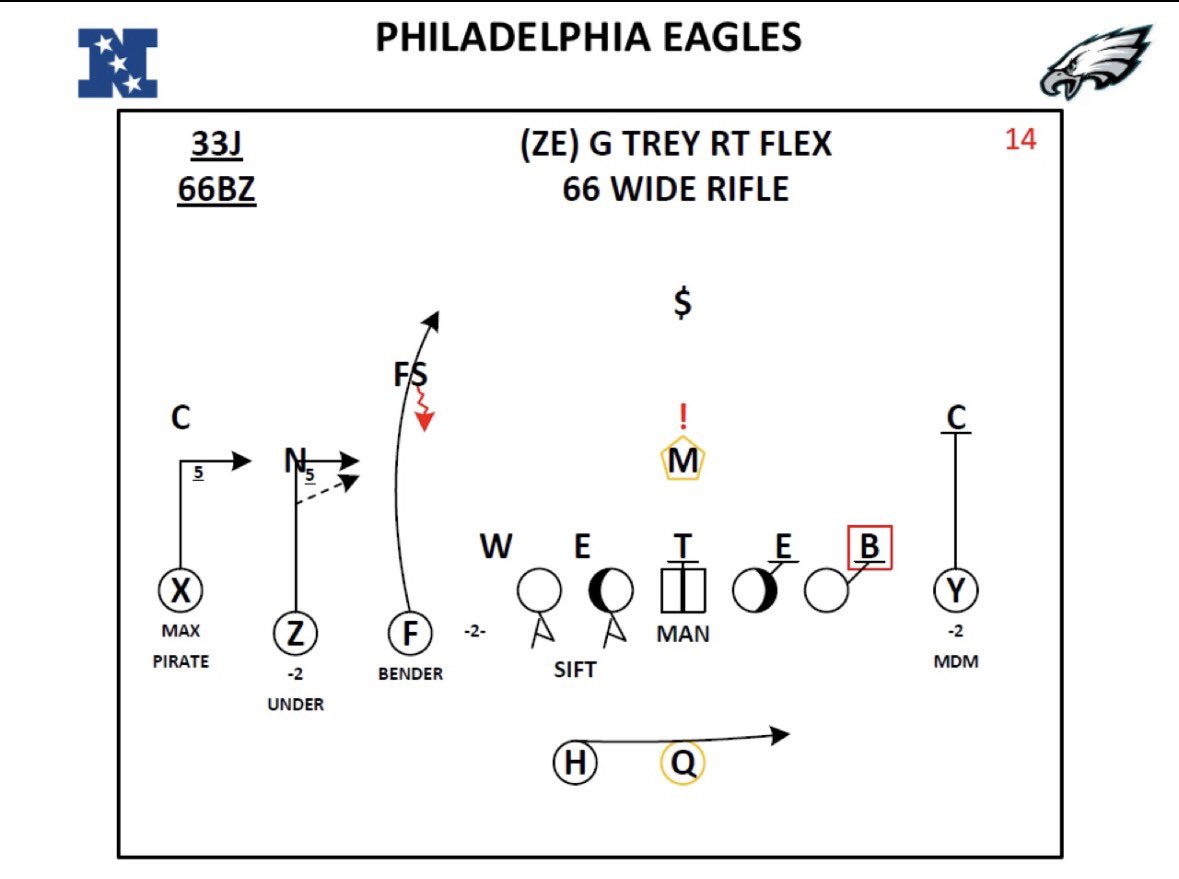 PHILADELPHIA EAGLES
33J (ZE) G TREY RT FLEX 14
66BZ 66 WIDE RIFLE
$
FS
C ! C
N M
5 5
W E T E B
X Y
Z F -2- MAN
MAX -2
PIRATE SIFT MDM
-2 BENDER
UNDER
H Q